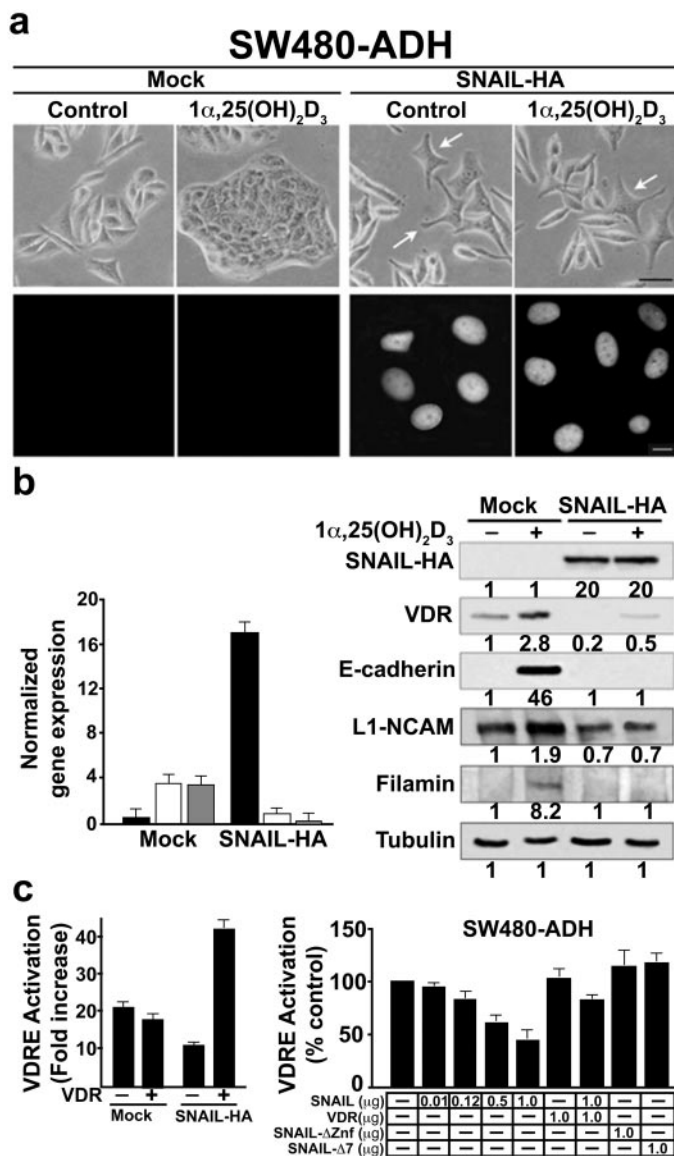 a
SW480-ADH
Mock SNAIL-HA
Control 1α,25(OH)₂D₃ Control 1α,25(OH)₂D₃
b
Normalized
gene expression
16
12
8
4
0
Mock SNAIL-HA
Mock SNAIL-HA
1α,25(OH)₂D₃ – + – +
SNAIL-HA
1 1 20 20
VDR
1 2.8 0.2 0.5
E-cadherin
1 46 1 1
L1-NCAM
1 1.9 0.7 0.7
Filamin
1 8.2 1 1
Tubulin
1 1 1 1
c
VDRE Activation
(Fold increase)
40
30
20
10
VDR – + – +
Mock SNAIL-HA
SW480-ADH
VDRE Activation
(% control)
150
100
50
0
SNAIL (μg) – 0.01 0.12 0.5 1.0 – 1.0 – –
VDR(μg) – – – – – 1.0 1.0 – –
SNAIL-ΔZnf (μg) – – – – – – – 1.0 –
SNAIL-Δ7 (μg) – – – – – – – – 1.0